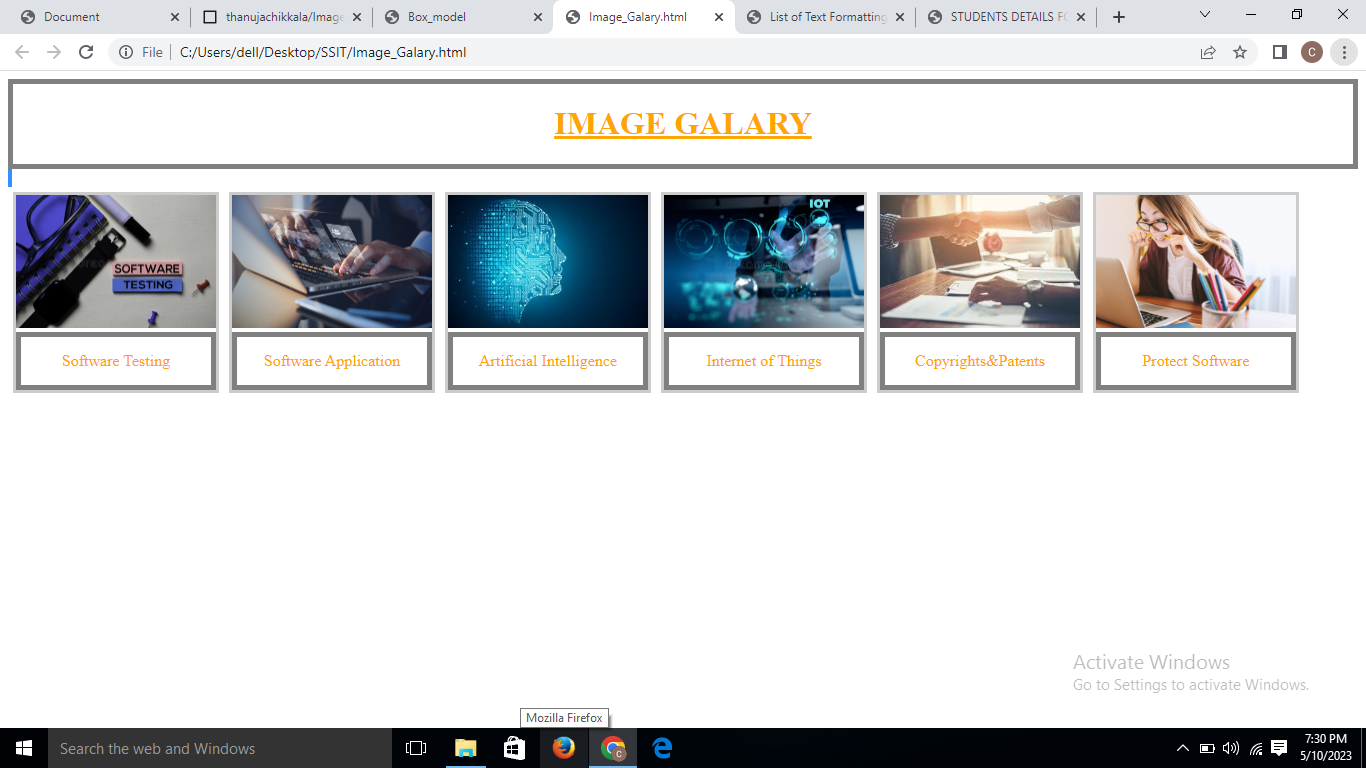 Document
thanujachikkala/Image
Box_model
Image_Galary.html
List of Text Formatting
STUDENTS DETAILS FO
File
C:/Users/dell/Desktop/SSIT/Image_Galary.html
C
IMAGE GALARY
SOFTWARE
TESTING
IOT
Software Testing
Software Application
Artificial Intelligence
Internet of Things
Copyrights&Patents
Protect Software
Activate Windows
Go to Settings to activate Windows.
Mozilla Firefox
Search the web and Windows
C
7:30 PM
5/10/2023